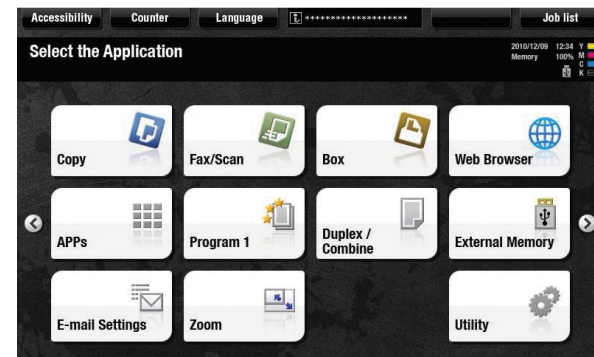 Accessibility Counter Language ******************** Job list
Select the Application
2010/12/09 12:34 Y
Memory 100% M
C
K
Copy Fax/Scan Box Web Browser
APPs Program 1 Duplex / Combine External Memory
E-mail Settings Zoom Utility